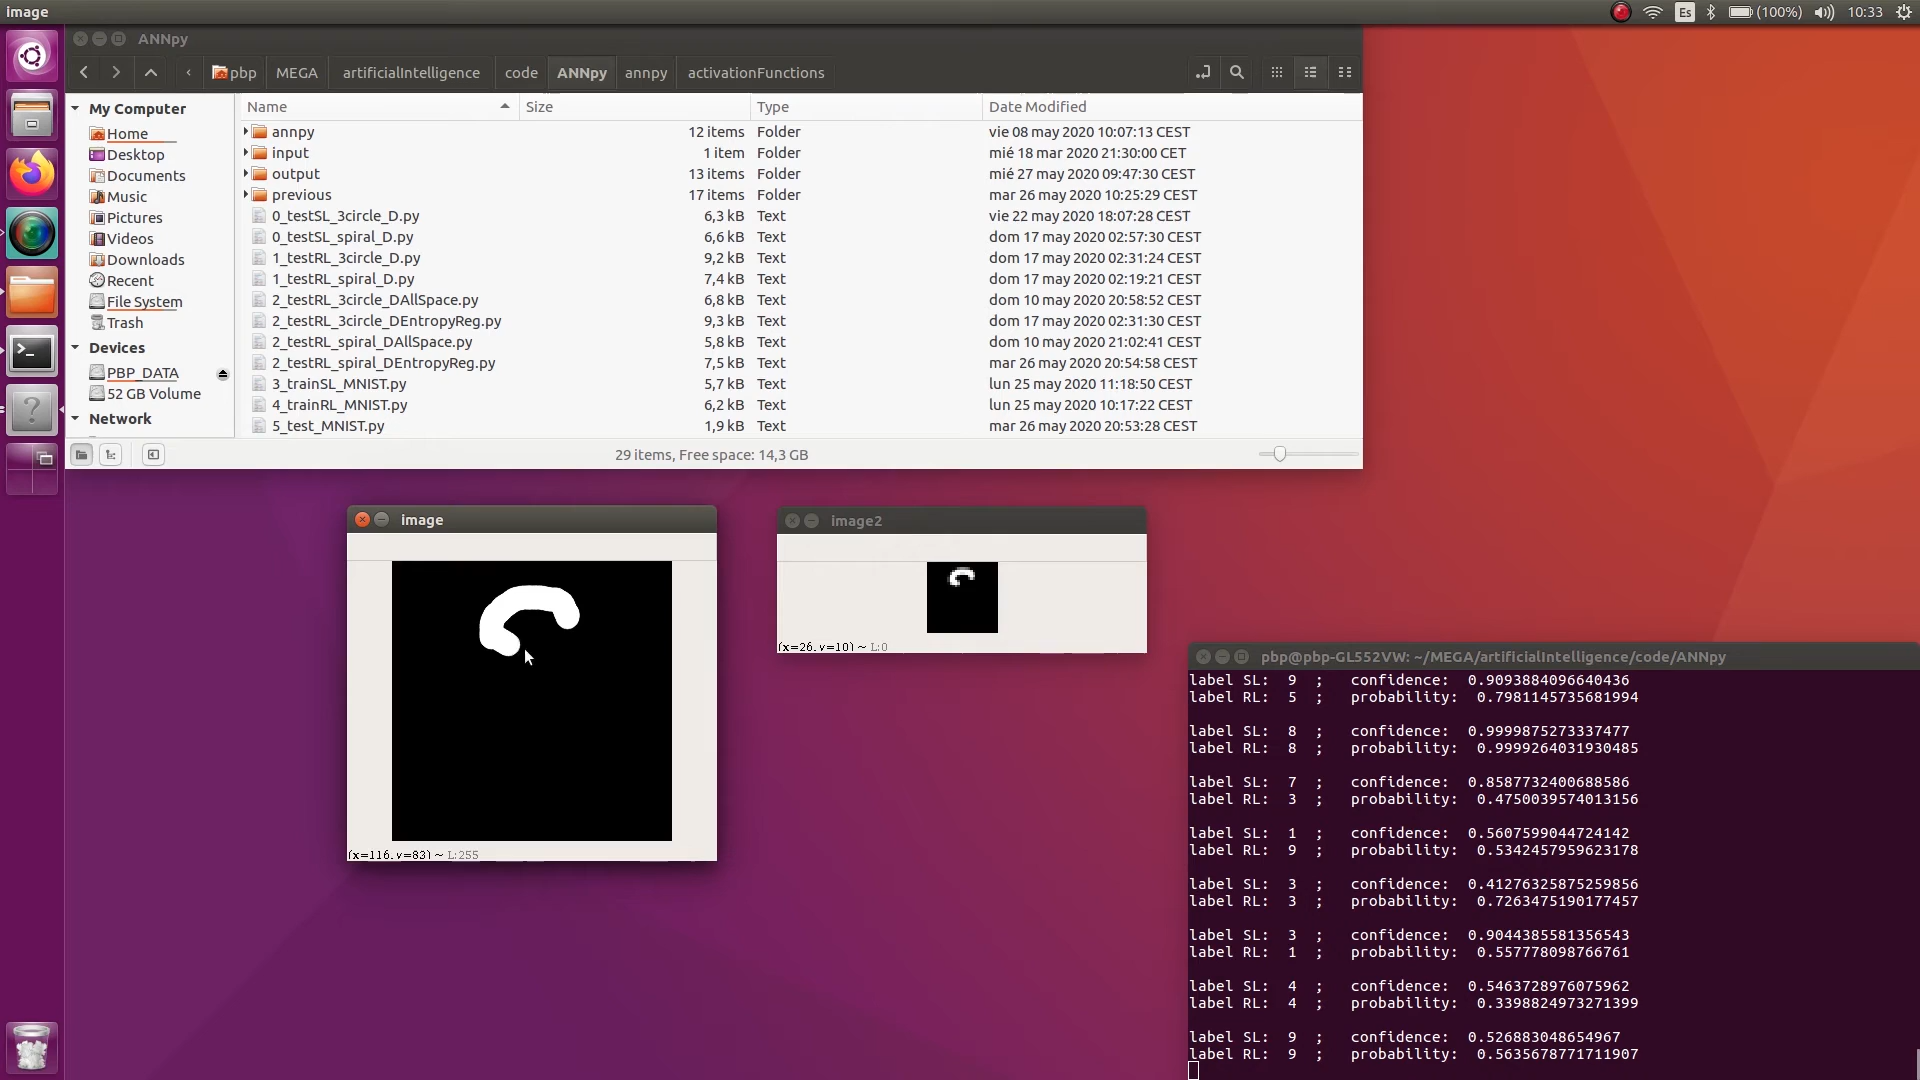 image
Es
(100%)
10:33
ANNpy
pbp
MEGA
artificialIntelligence
code
ANNpy
annpy
activationFunctions
My Computer
Home
Desktop
Documents
Music
Pictures
Videos
Downloads
Recent
File System
Trash
Devices
PBP_DATA
52 GB Volume
Network
Name Size Type Date Modified
annpy 12 items Folder vie 08 may 2020 10:07:13 CEST
input 1 item Folder mié 18 mar 2020 21:30:00 CET
output 13 items Folder mié 27 may 2020 09:47:30 CEST
previous 17 items Folder mar 26 may 2020 10:25:29 CEST
0_testSL_3circle_D.py 6,3 kB Text vie 22 may 2020 18:07:28 CEST
0_testSL_spiral_D.py 6,6 kB Text dom 17 may 2020 02:57:30 CEST
1_testRL_3circle_D.py 9,2 kB Text dom 17 may 2020 02:31:24 CEST
1_testRL_spiral_D.py 7,4 kB Text dom 17 may 2020 02:19:21 CEST
2_testRL_3circle_DAllSpace.py 6,8 kB Text dom 10 may 2020 20:58:52 CEST
2_testRL_3circle_DEntropyReg.py 9,3 kB Text dom 17 may 2020 02:31:30 CEST
2_testRL_spiral_DAllSpace.py 5,8 kB Text dom 10 may 2020 21:02:41 CEST
2_testRL_spiral_DEntropyReg.py 7,5 kB Text mar 26 may 2020 20:54:58 CEST
3_trainSL_MNIST.py 5,7 kB Text lun 25 may 2020 11:18:50 CEST
4_trainRL_MNIST.py 6,2 kB Text lun 25 may 2020 10:17:22 CEST
5_test_MNIST.py 1,9 kB Text mar 26 may 2020 20:53:28 CEST
29 items, Free space: 14,3 GB
image
(x=116, y=83) ~ L:255
image2
(x=26, y=10) ~ L:0
pbp@pbp-GL552VW: ~/MEGA/artificialIntelligence/code/ANNpy
label SL: 9 ; confidence: 0.9093884096640436
label RL: 5 ; probability: 0.7981145735681994
label SL: 8 ; confidence: 0.9999875273337477
label RL: 8 ; probability: 0.9999264031930485
label SL: 7 ; confidence: 0.8587732400688586
label RL: 3 ; probability: 0.4750039574013156
label SL: 1 ; confidence: 0.5607599044724142
label RL: 9 ; probability: 0.5342457959623178
label SL: 3 ; confidence: 0.41276325875259856
label RL: 3 ; probability: 0.7263475190177457
label SL: 3 ; confidence: 0.9044385581356543
label RL: 1 ; probability: 0.557778098766761
label SL: 4 ; confidence: 0.5463728976075962
label RL: 4 ; probability: 0.3398824973271399
label SL: 9 ; confidence: 0.526883048654967
label RL: 9 ; probability: 0.5635678771711907